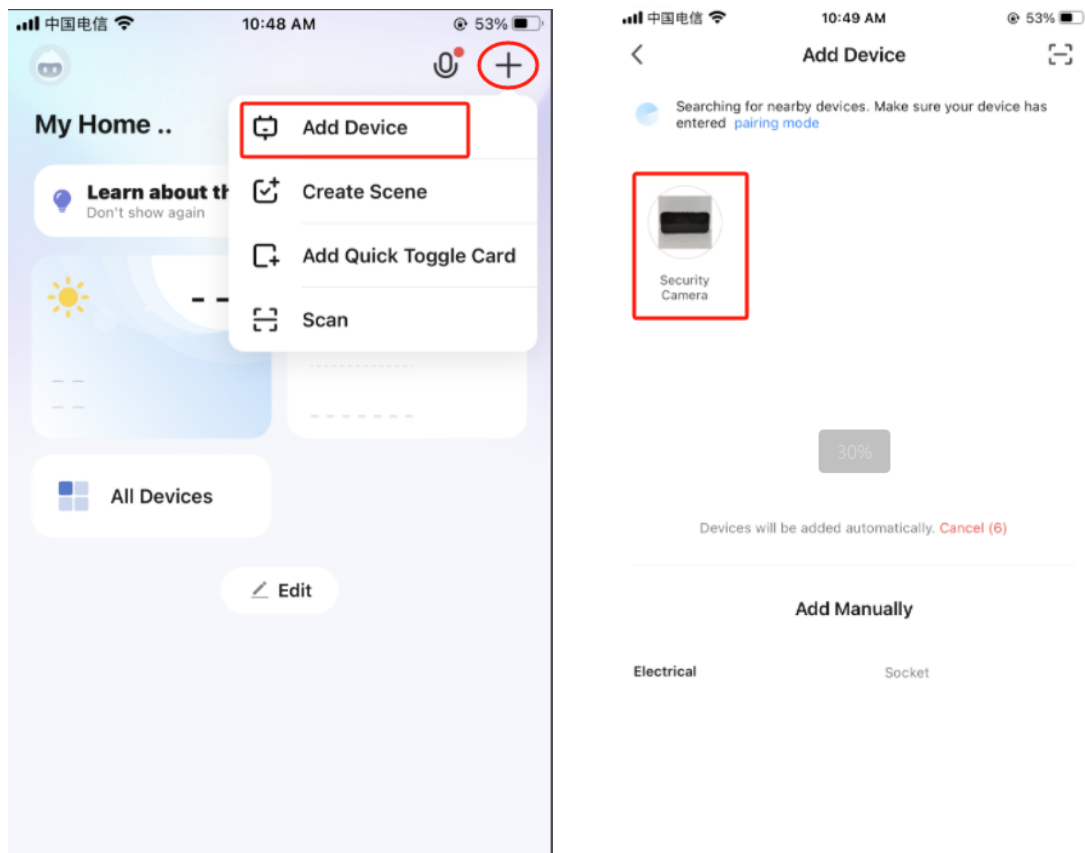 中国电信
10:48 AM
53%
My Home ..
Add Device
Learn about th
Don't show again
Create Scene
Add Quick Toggle Card
Scan
All Devices
Edit
中国电信
10:49 AM
53%
Add Device
Searching for nearby devices. Make sure your device has
entered pairing mode
Security
Camera
30%
Devices will be added automatically. Cancel (6)
Add Manually
Electrical
Socket